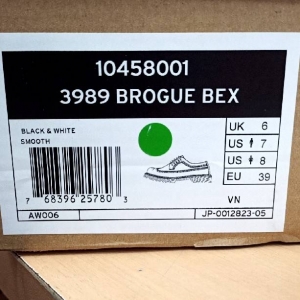 10458001
3989 BROGUE BEX
BLACK & WHITE
SMOOTH
UK 6
US 7
US 8
EU 39
7 68396 25780 3
VN
AW006
JP-0012823-05